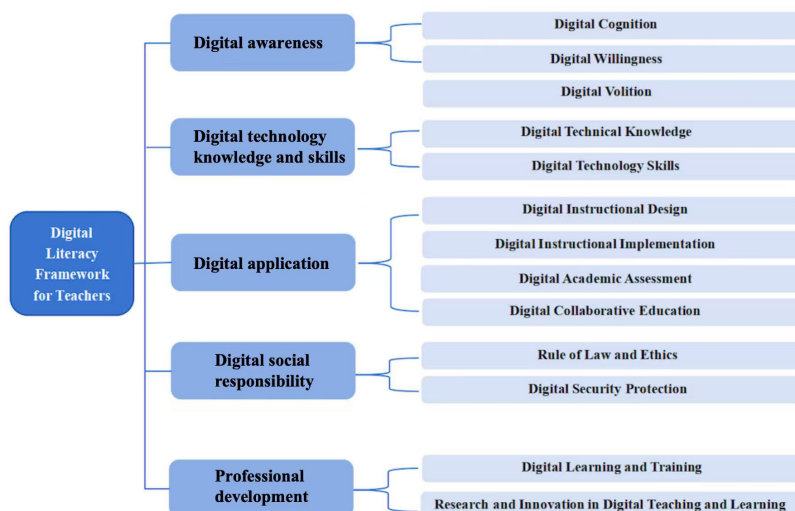 Digital
Literacy
Framework
for Teachers
Digital awareness
Digital Cognition
Digital Willingness
Digital Volition
Digital technology
knowledge and skills
Digital Technical Knowledge
Digital Technology Skills
Digital application
Digital Instructional Design
Digital Instructional Implementation
Digital Academic Assessment
Digital Collaborative Education
Digital social
responsibility
Rule of Law and Ethics
Digital Security Protection
Professional
development
Digital Learning and Training
Research and Innovation in Digital Teaching and Learning